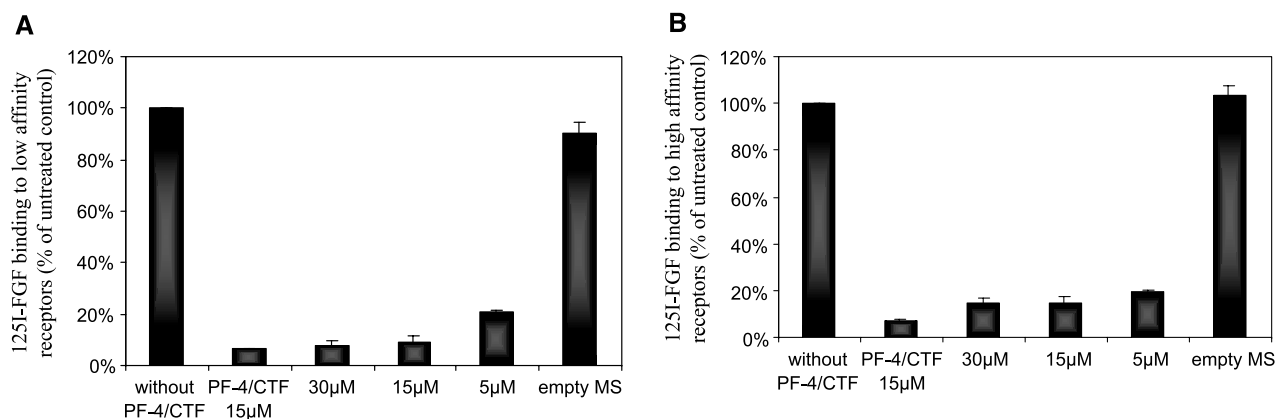 A
125I-FGF binding to low affinity
receptors (% of untreated control)
120%
100%
80%
60%
40%
20%
0%
without
PF-4/CTF
PF-4/CTF
15µM
30µM
15µM
5µM
empty MS
B
125I-FGF binding to high affinity
receptors (% of untreated control)
120%
100%
80%
60%
40%
20%
0%
without
PF-4/CTF
PF-4/CTF
15µM
30µM
15µM
5µM
empty MS